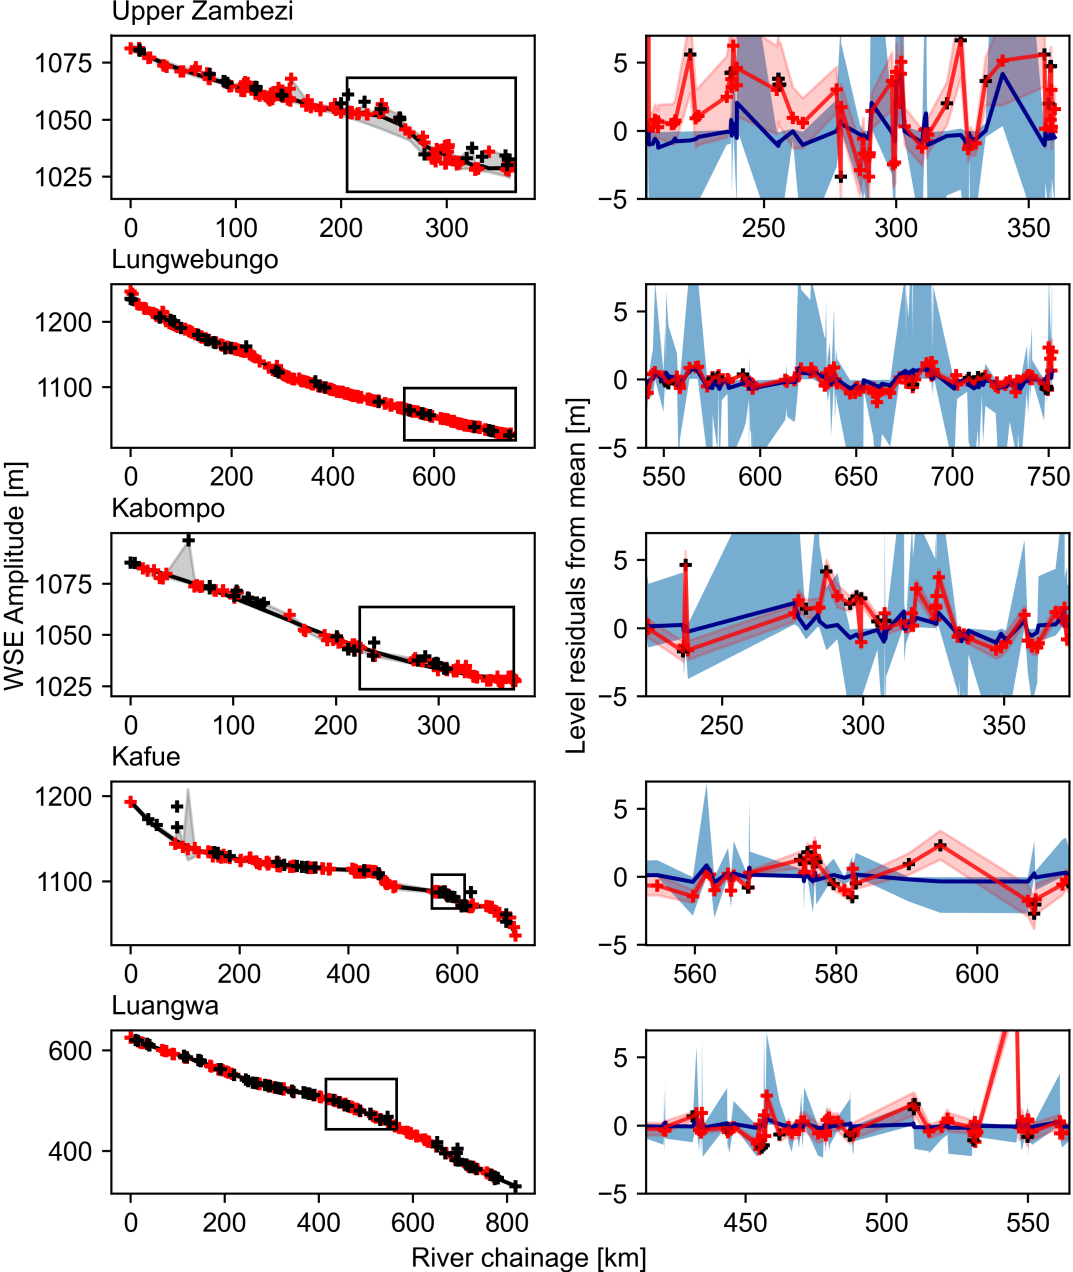 Upper Zambezi
1075
1050
1025
0 100 200 300
5
0
−5
250 300 350
Lungwebungo
1200
1100
0 200 400 600
5
0
−5
550 600 650 700 750
Kabompo
1075
1050
1025
0 100 200 300
5
0
−5
250 300 350
Kafue
1200
1100
0 200 400 600
5
0
−5
560 580 600
Luangwa
600
400
0 200 400 600 800
5
0
−5
450 500 550
WSE Amplitude [m]
Level residuals from mean [m]
River chainage [km]